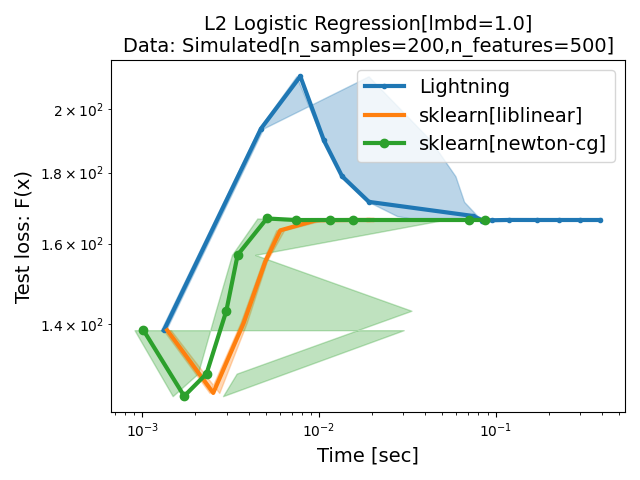 L2 Logistic Regression[lmbd=1.0]
Data: Simulated[n_samples=200,n_features=500]
Lightning
sklearn[liblinear]
sklearn[newton-cg]
Test loss: F(x)
2 × 10²
1.8 × 10²
1.6 × 10²
1.4 × 10²
10⁻³
10⁻²
10⁻¹
Time [sec]